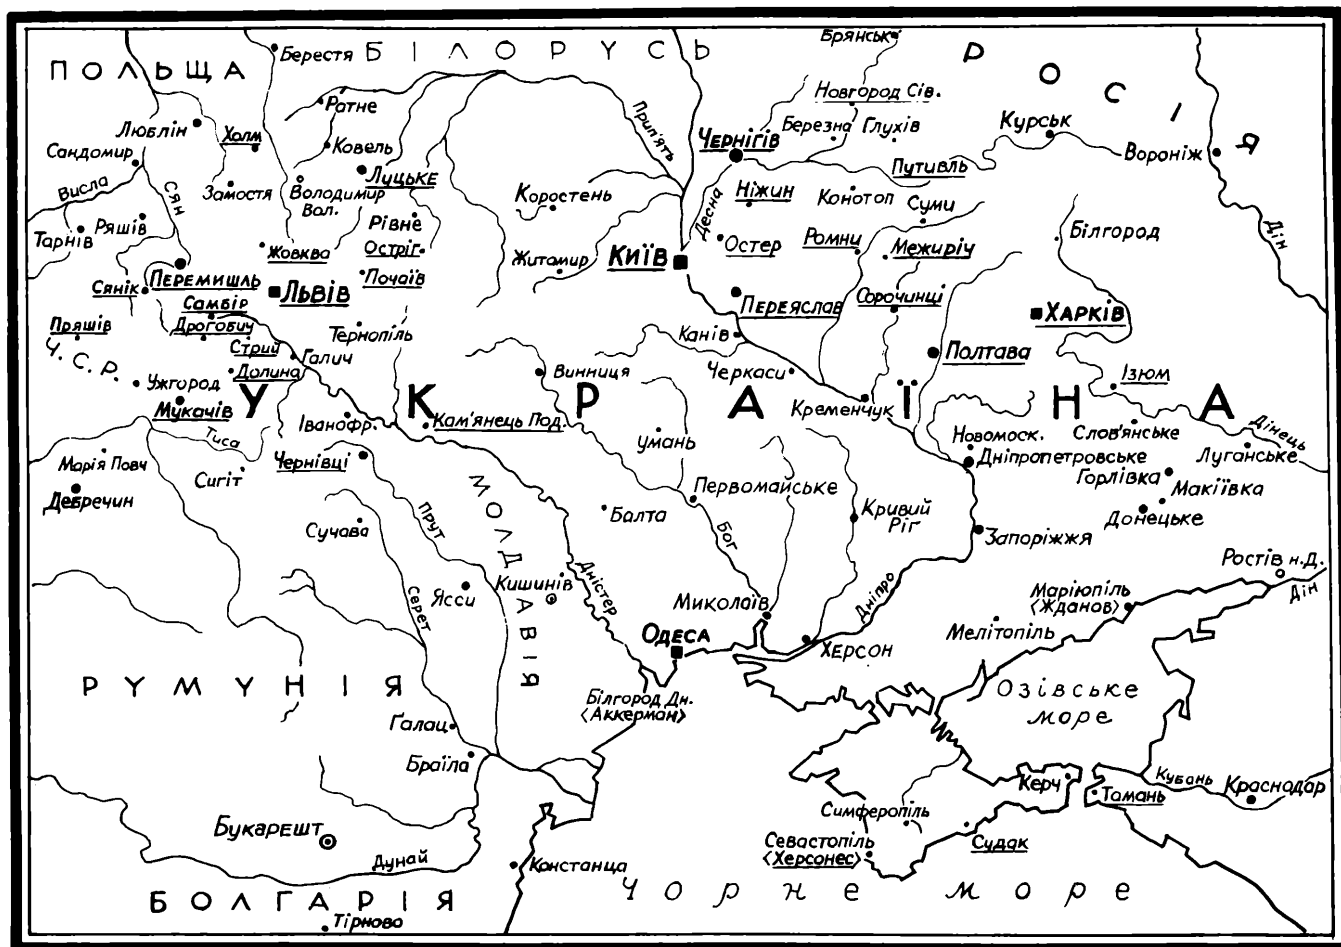 БІЛОРУСЬ
Брянськ
РОСІЯ
ПОЛЬЩА
Берестя
Новгород Сів.
Ратне
Люблін
Холм
Ковель
Прип'ять
Чернігів
Березна
Глухів
Курськ
Вороніж
Сандомир
Висла
Сян
Замостя
Володимир
Вол.
Луцьке
Коростень
Десна
Ніжин
Конотоп
Путивль
Суми
Тарнів
Ряшів
Рівне
Остріг
Жовква
Житомир
Київ
Остер
Ромни
Межиріч
Білгород
Дін
Перемишль
Почаїв
Сянік
Львів
Самбір
Переяслав
Сорочинці
Харків
Пряшів
Дрогобич
Тернопіль
Стрий
Галич
Канів
Полтава
Ч.С.Р.
Ужгород
Долина
Винниця
Черкаси
Ізюм
УКРАЇНА
Мукачів
Іванофр.
Кам'янець Под.
Кременчук
Умань
Новомоск.
Слов'янське
Дінець
Тиса
Марія Повч
Сигіт
Чернівці
Дніпропетровське
Луганське
Горлівка
Макіївка
Дебречин
МОЛДАВІЯ
Первомайське
Кривий
Ріг
Донецьке
Сучава
Прут
Балта
Бог
Запоріжжя
Ростів н.Д.
Дін
Серет
Ясси
Кишинів
Дністер
Миколаїв
Дніпро
Маріюпіль
<Жданов>
Мелітопіль
Одеса
Херсон
РУМУНІЯ
Білгород Дн.
<Аккерман>
Озівське
море
Ґалац
Браїла
Керч
Тамань
Кубань
Краснодар
Букарешт
Симферопіль
Севастопіль
<Херсонес>
Судак
Дунай
Констанца
БОЛГАРІЯ
Тірново
Чорне море